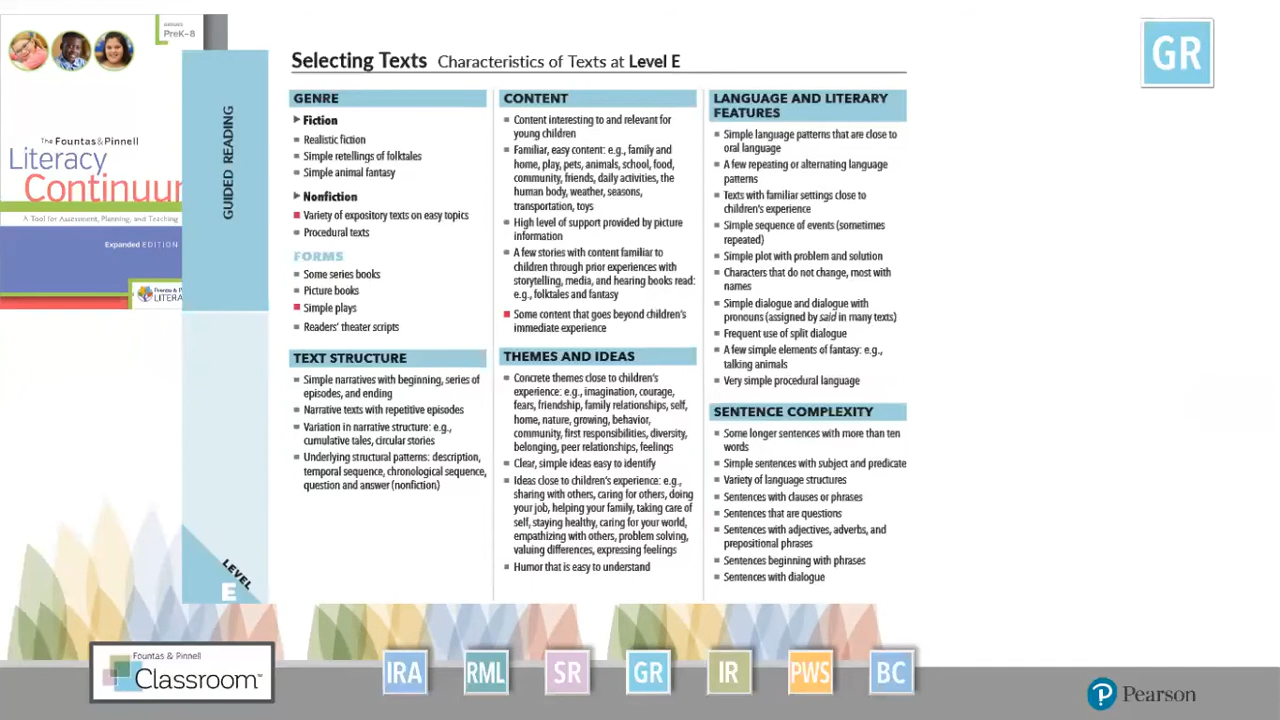 GRADES
PreK–8
The Fountas & Pinnell
Literacy
Continuu
A Tool for Assessment, Planning, and Teaching
Expanded EDITION
Fountas & P
LITERA
GUIDED READING
LEVEL
E
Selecting Texts Characteristics of Texts at Level E
GENRE
Fiction
Realistic fiction
Simple retellings of folktales
Simple animal fantasy
Nonfiction
Variety of expository texts on easy topics
Procedural texts
FORMS
Some series books
Picture books
Simple plays
Readers' theater scripts
TEXT STRUCTURE
Simple narratives with beginning, series of
episodes, and ending
Narrative texts with repetitive episodes
Variation in narrative structure: e.g.,
cumulative tales, circular stories
Underlying structural patterns: description,
temporal sequence, chronological sequence,
question and answer (nonfiction)
CONTENT
Content interesting to and relevant for
young children
Familiar, easy content: e.g., family and
home, play, pets, animals, school, food,
community, friends, daily activities, the
human body, weather, seasons,
transportation, toys
High level of support provided by picture
information
A few stories with content familiar to
children through prior experiences with
storytelling, media, and hearing books read:
e.g., folktales and fantasy
Some content that goes beyond children's
immediate experience
THEMES AND IDEAS
Concrete themes close to children's
experience: e.g., imagination, courage,
fears, friendship, family relationships, self,
home, nature, growing, behavior,
community, first responsibilities, diversity,
belonging, peer relationships, feelings
Clear, simple ideas easy to identify
Ideas close to children's experience: e.g.,
sharing with others, caring for others, doing
your job, helping your family, taking care of
self, staying healthy, caring for your world,
empathizing with others, problem solving,
valuing differences, expressing feelings
Humor that is easy to understand
LANGUAGE AND LITERARY
FEATURES
Simple language patterns that are close to
oral language
A few repeating or alternating language
patterns
Texts with familiar settings close to
children's experience
Simple sequence of events (sometimes
repeated)
Simple plot with problem and solution
Characters that do not change, most with
names
Simple dialogue and dialogue with
pronouns (assigned by said in many texts)
Frequent use of split dialogue
A few simple elements of fantasy: e.g.,
talking animals
Very simple procedural language
SENTENCE COMPLEXITY
Some longer sentences with more than ten
words
Simple sentences with subject and predicate
Variety of language structures
Sentences with clauses or phrases
Sentences that are questions
Sentences with adjectives, adverbs, and
prepositional phrases
Sentences beginning with phrases
Sentences with dialogue
GR
Fountas & Pinnell
Classroom™
IRA RML SR GR IR PWS BC
Pearson